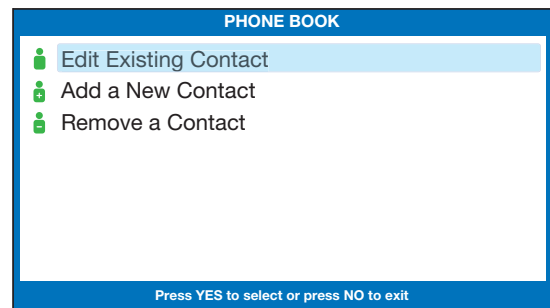 PHONE BOOK
Edit Existing Contact
Add a New Contact
Remove a Contact
Press YES to select or press NO to exit